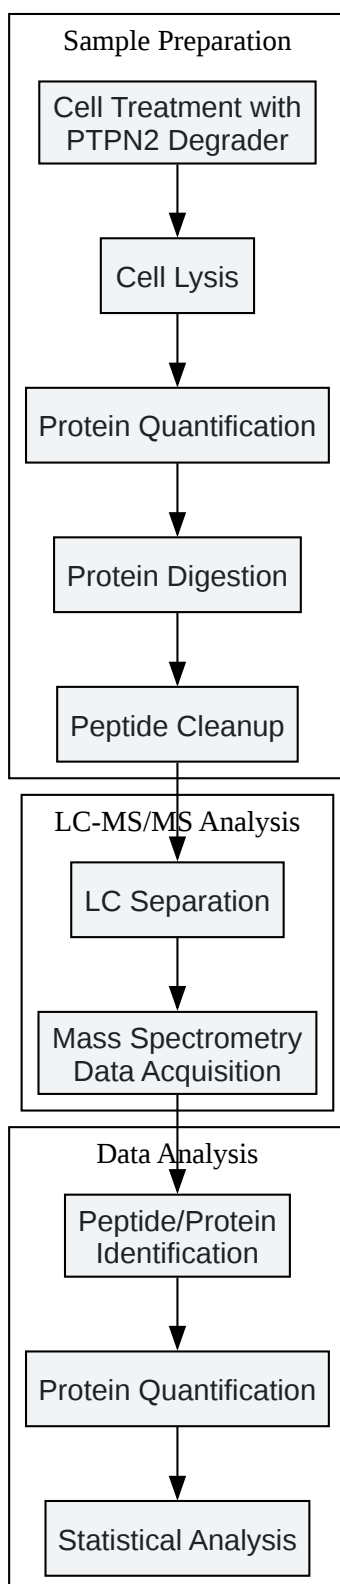 Sample Preparation
Cell Treatment with
PTPN2 Degrader
Cell Lysis
Protein Quantification
Protein Digestion
Peptide Cleanup
LC-MS/MS Analysis
LC Separation
Mass Spectrometry
Data Acquisition
Data Analysis
Peptide/Protein
Identification
Protein Quantification
Statistical Analysis